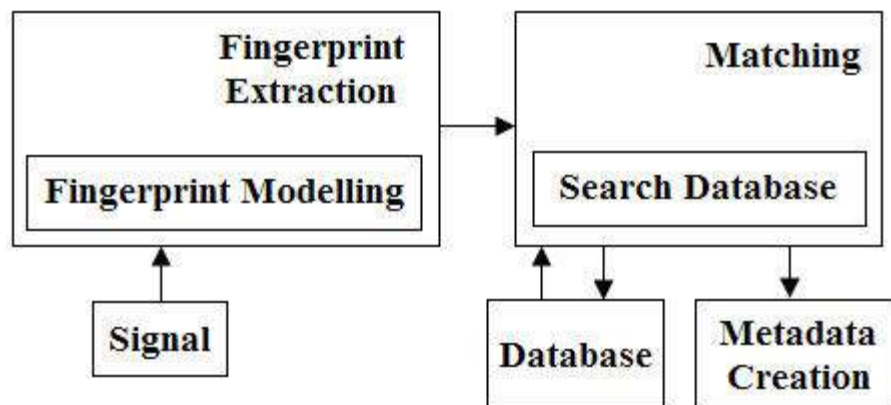 Fingerprint
Extraction
Fingerprint Modelling
Signal
Matching
Search Database
Database
Metadata
Creation